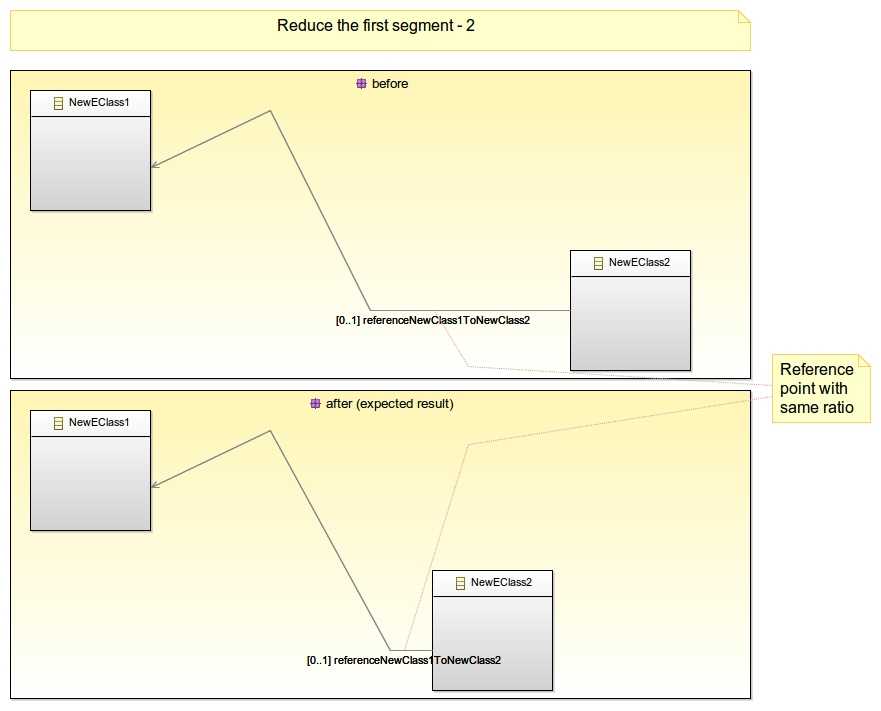 Reduce the first segment - 2
before
NewEClass1
NewEClass2
[0..1] referenceNewClass1ToNewClass2
Reference
point with
same ratio
after (expected result)
NewEClass1
NewEClass2
[0..1] referenceNewClass1ToNewClass2